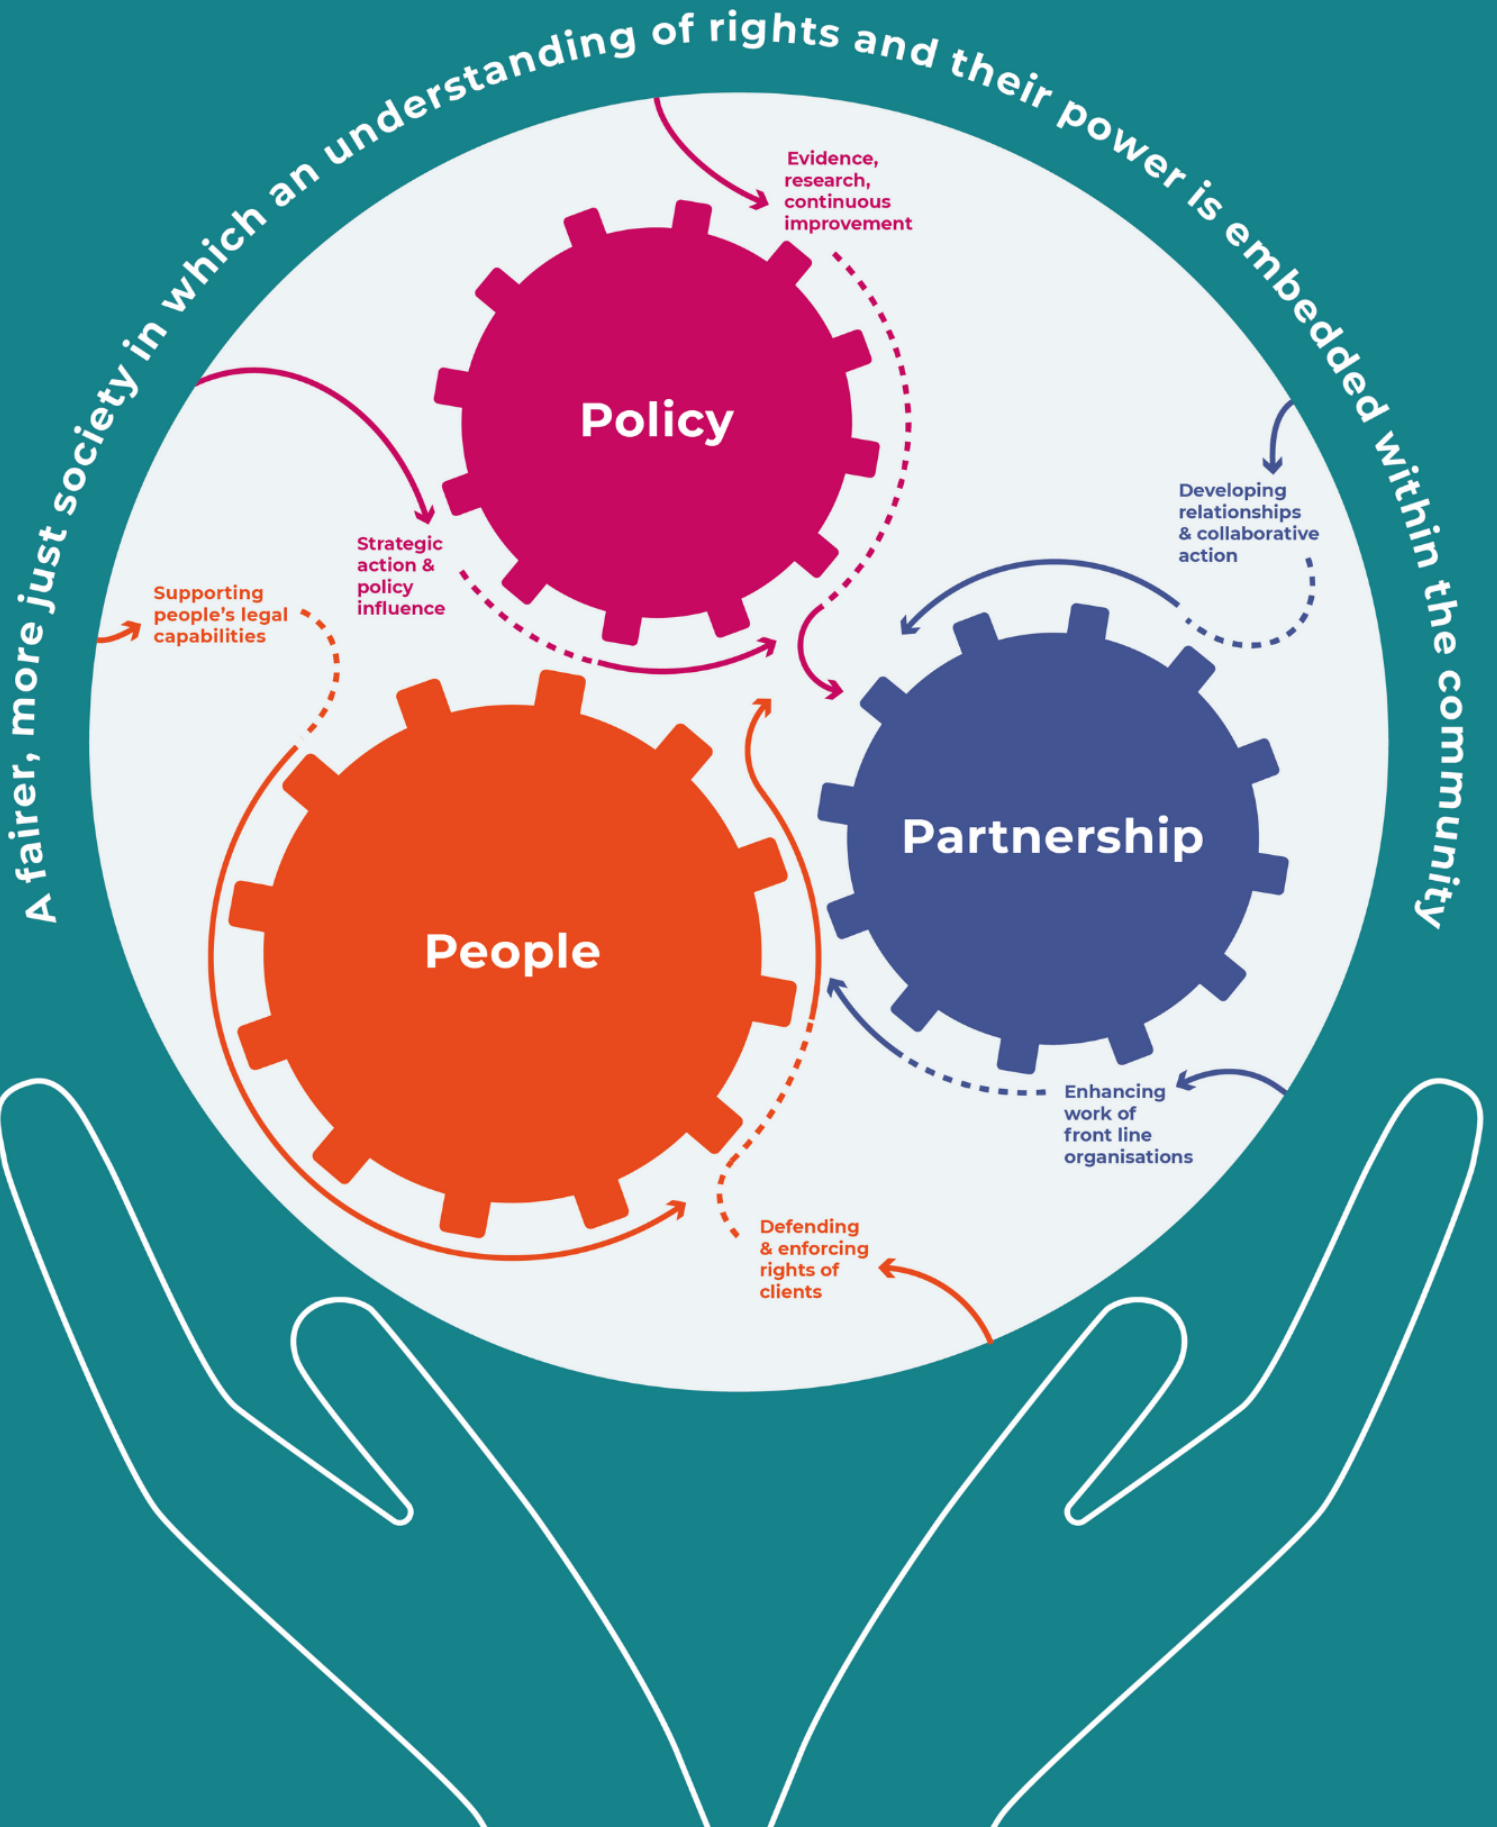 A fairer, more just society in which an understanding of rights and their power is embedded within the community
Evidence,
research,
continuous
improvement
Policy
Strategic
action &
policy
influence
Developing
relationships
& collaborative
action
Supporting
people’s legal
capabilities
Partnership
People
Enhancing
work of
front line
organisations
Defending
& enforcing
rights of
clients